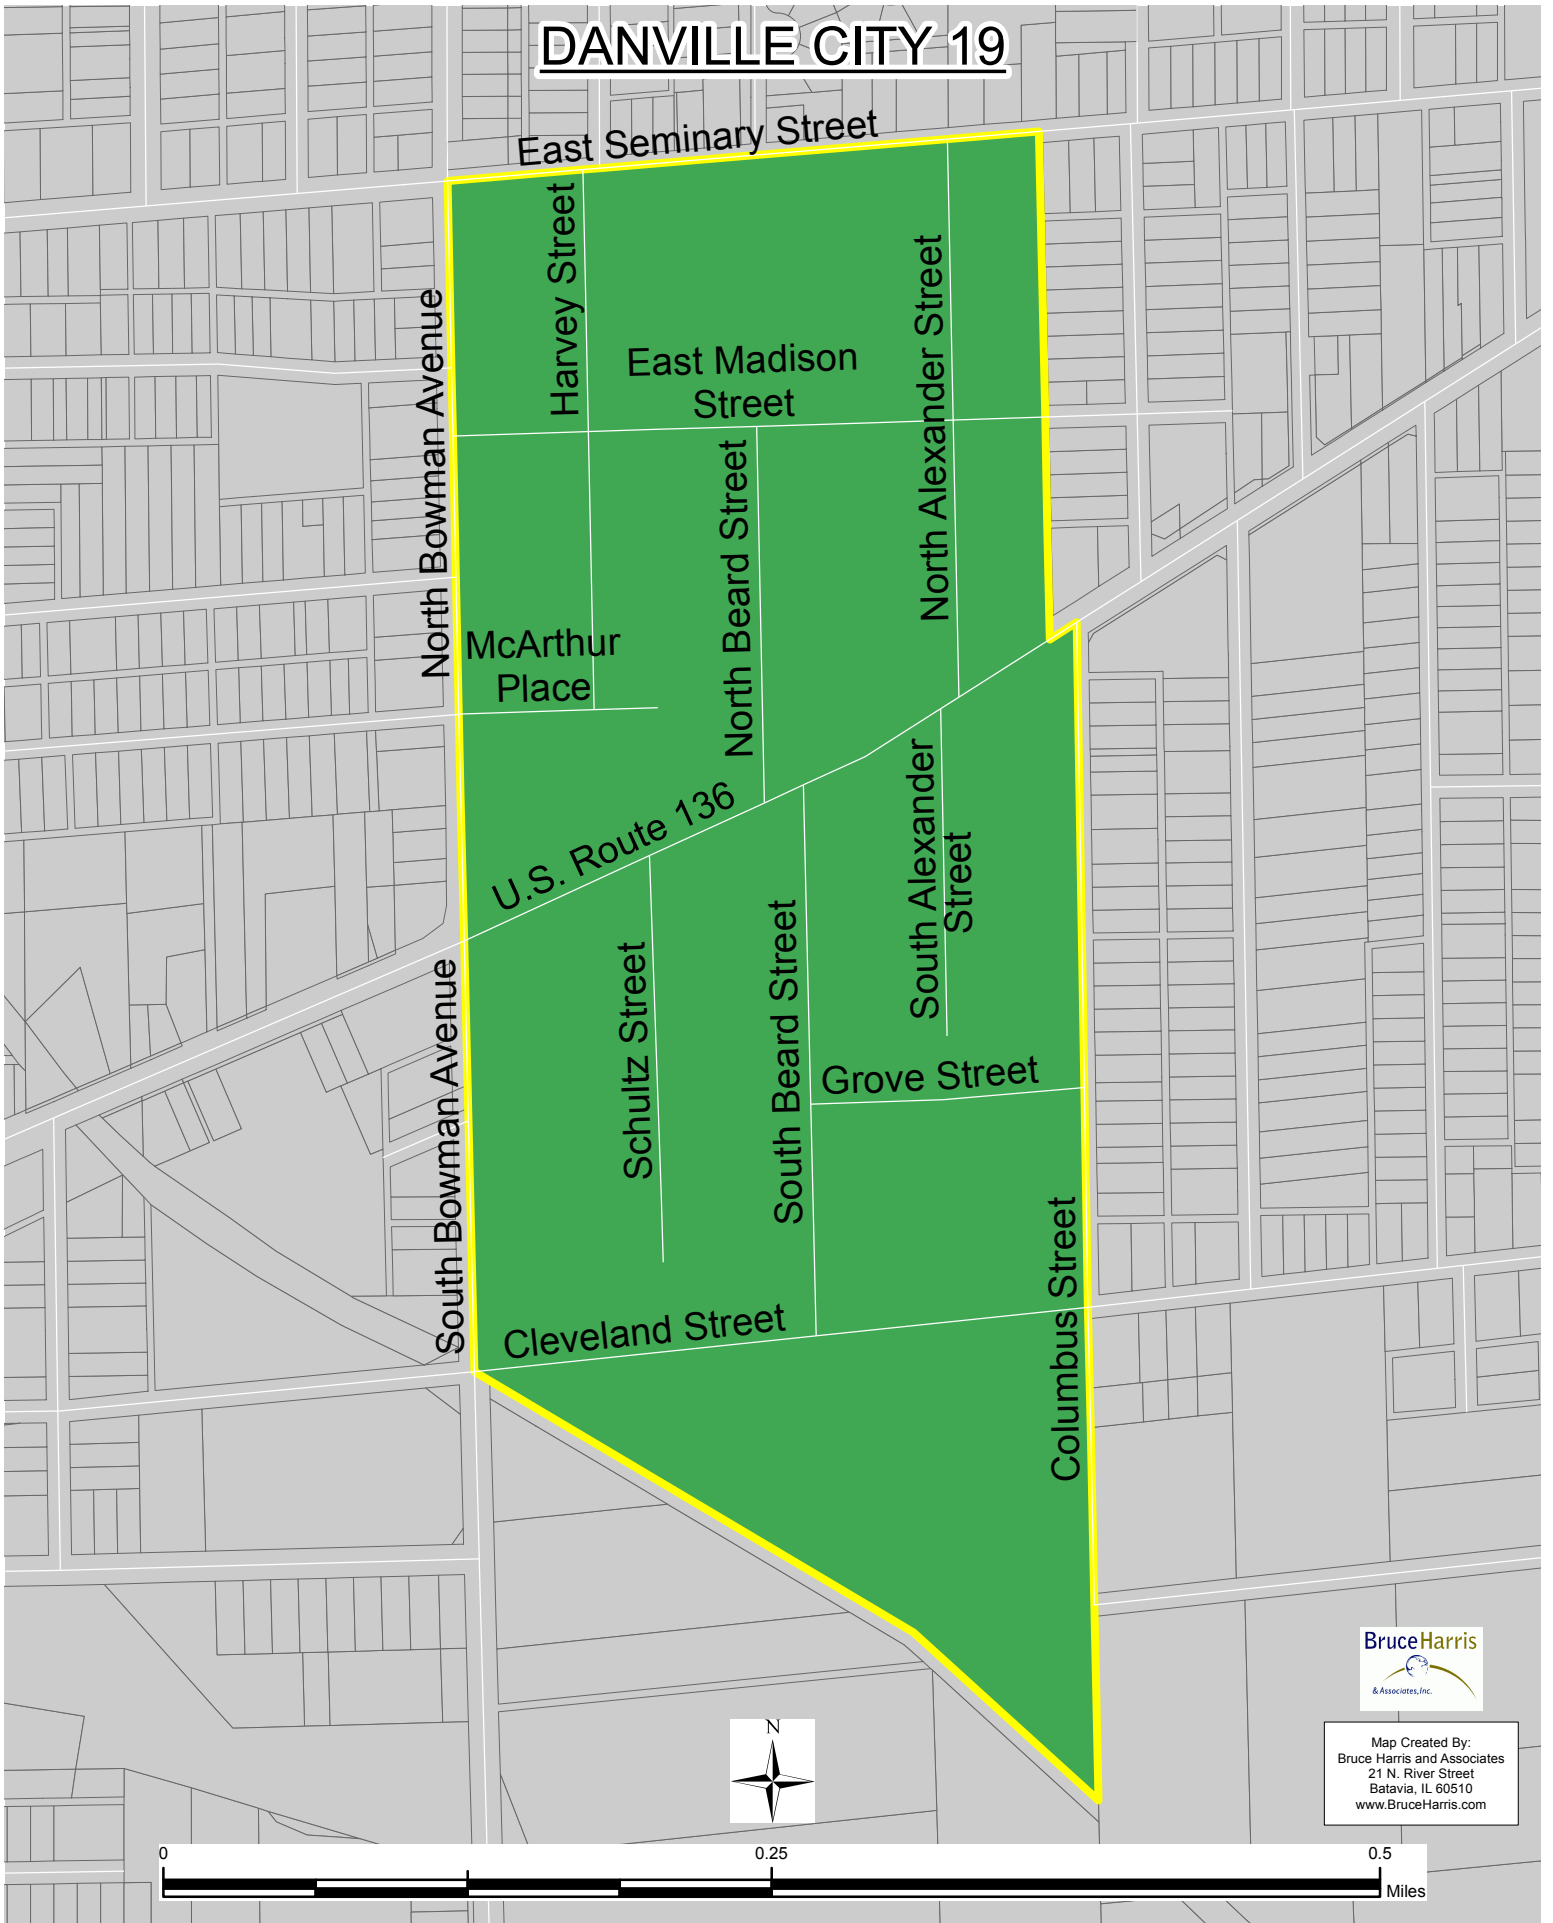 DANVILLE CITY 19
East Seminary Street
Harvey Street
North Alexander Street
North Bowman Avenue
East Madison
Street
North Beard Street
McArthur
Place
U.S. Route 136
South Alexander
Street
South Beard Street
Schultz Street
South Bowman Avenue
Grove Street
Columbus Street
Cleveland Street
BruceHarris
& Associates, Inc.
N
Map Created By:
Bruce Harris and Associates
21 N. River Street
Batavia, IL 60510
www.BruceHarris.com
0 0.25 0.5
Miles